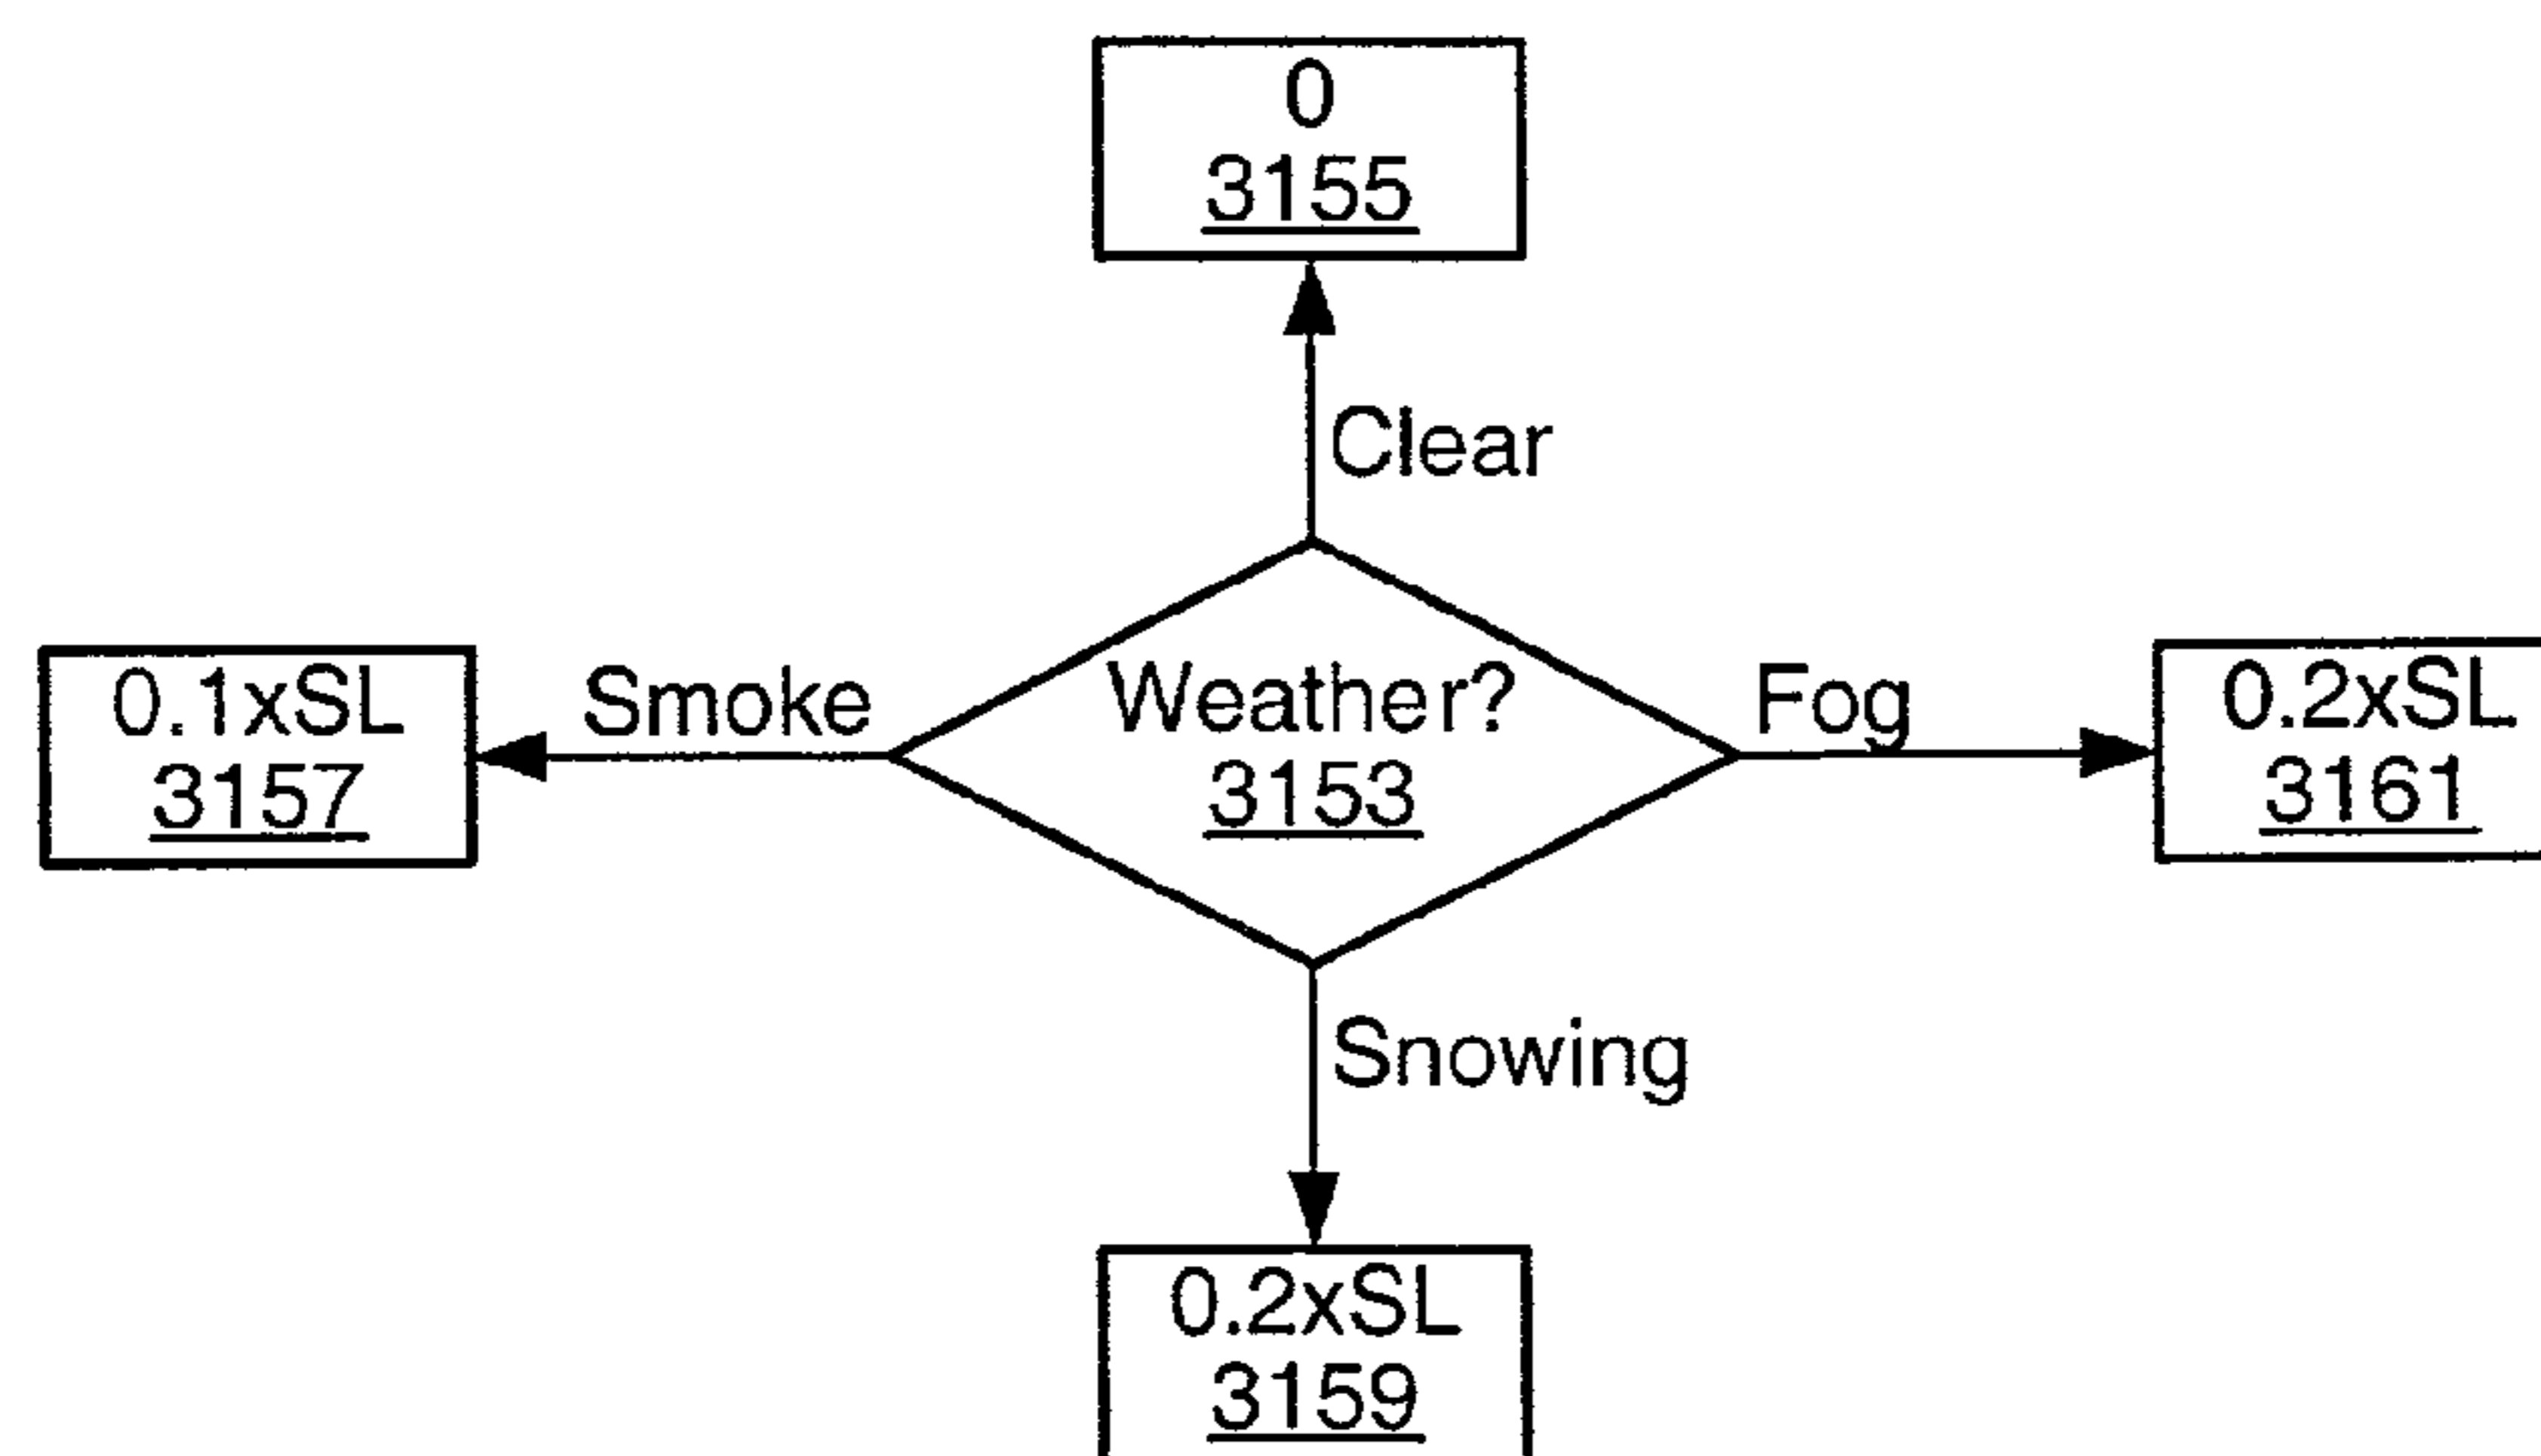 0
3155
Clear
0.1xSL
3157
Smoke
Weather?
3153
Fog
0.2xSL
3161
Snowing
0.2xSL
3159